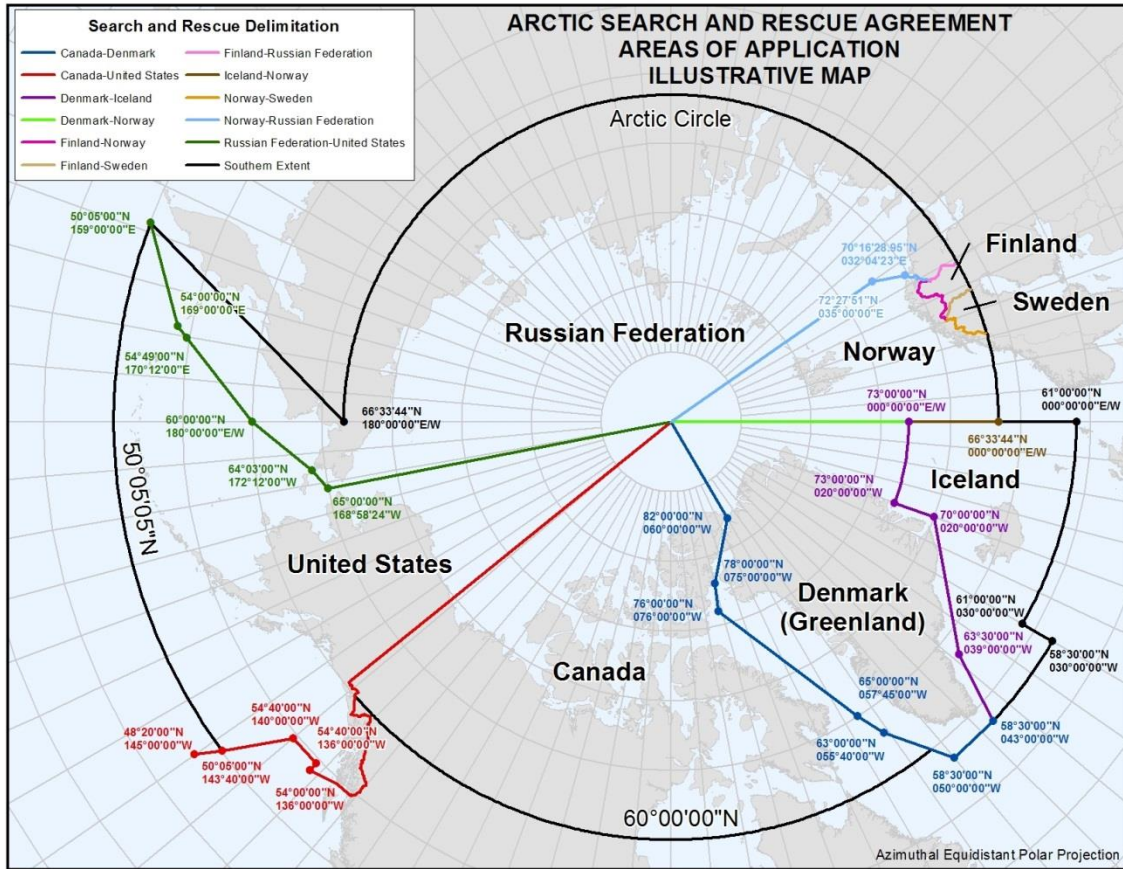 ARCTIC SEARCH AND RESCUE AGREEMENT
AREAS OF APPLICATION
ILLUSTRATIVE MAP
Search and Rescue Delimitation
Canada-Denmark
Canada-United States
Denmark-Iceland
Denmark-Norway
Finland-Norway
Finland-Sweden
Finland-Russian Federation
Iceland-Norway
Norway-Sweden
Norway-Russian Federation
Russian Federation-United States
Southern Extent
Arctic Circle
50°05'00"N
159°00'00"E
54°00'00"N
169°00'00"E
54°49'00"N
170°12'00"E
60°00'00"N
180°00'00"E/W
64°03'00"N
172°12'00"W
65°00'00"N
168°58'24"W
66°33'44"N
180°00'00"E/W
50°05'05"N
Russian Federation
70°16'28.95"N
032°04'23"E
72°27'51"N
035°00'00"E
Finland
Sweden
Norway
73°00'00"N
000°00'00"E/W
61°00'00"N
000°00'00"E/W
66°33'44"N
000°00'00"E/W
Iceland
73°00'00"N
020°00'00"W
70°00'00"N
020°00'00"W
82°00'00"N
060°00'00"W
78°00'00"N
075°00'00"W
76°00'00"N
076°00'00"W
United States
Denmark
(Greenland)
Canada
61°00'00"N
030°00'00"W
58°30'00"N
030°00'00"W
63°30'00"N
039°00'00"W
65°00'00"N
057°45'00"W
63°00'00"N
055°40'00"W
58°30'00"N
043°00'00"W
58°30'00"N
050°00'00"W
48°20'00"N
145°00'00"W
50°05'00"N
143°40'00"W
54°40'00"N
140°00'00"W
54°40'00"N
136°00'00"W
54°00'00"N
136°00'00"W
60°00'00"N
Azimuthal Equidistant Polar Projection